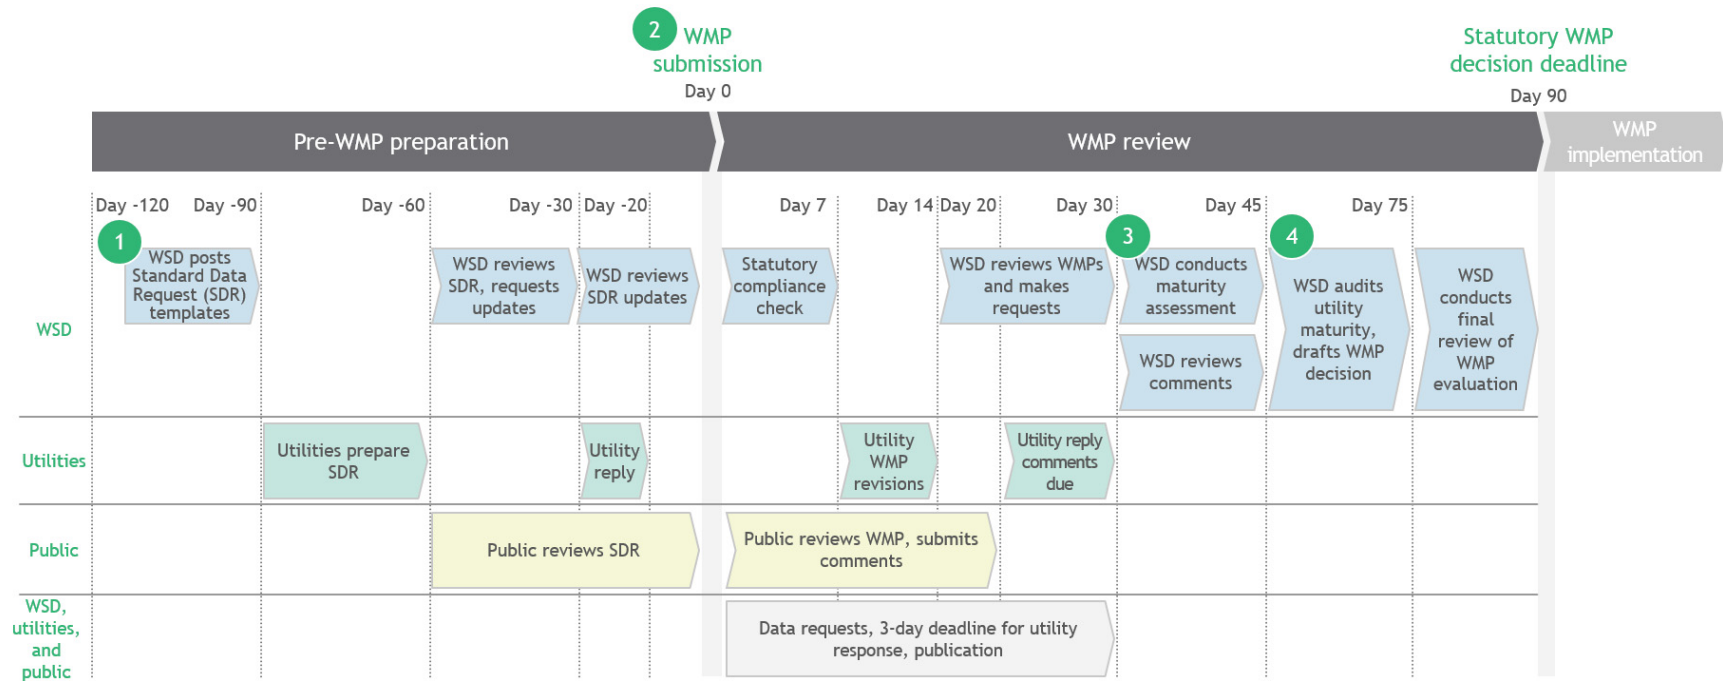 2
WMP
submission
Day 0
Statutory WMP
decision deadline
Day 90
Pre-WMP preparation
WMP review
WMP
implementation
Day -120
Day -90
Day -60
Day -30
Day -20
Day 7
Day 14
Day 20
Day 30
Day 45
Day 75
WSD
1
WSD posts
Standard Data
Request (SDR)
templates
WSD reviews
SDR, requests
updates
WSD reviews
SDR updates
Statutory
compliance
check
WSD reviews WMPs
and makes
requests
3
WSD conducts
maturity
assessment
WSD reviews
comments
4
WSD audits
utility
maturity,
drafts WMP
decision
WSD
conducts
final
review of
WMP
evaluation
Utilities
Utilities prepare
SDR
Utility
reply
Utility
WMP
revisions
Utility reply
comments
due
Public
Public reviews SDR
Public reviews WMP, submits
comments
WSD,
utilities,
and
public
Data requests, 3-day deadline for utility
response, publication